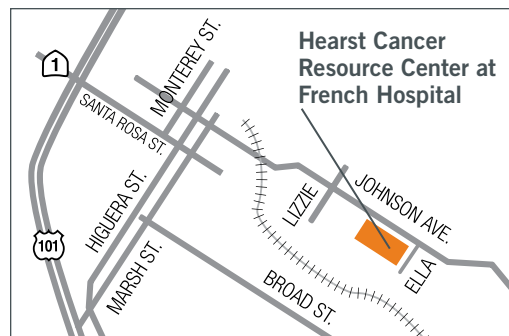 Hearst Cancer
Resource Center at
French Hospital
1
MONTEREY ST.
SANTA ROSA ST.
HIGUERA ST.
MARSH ST.
101
LIZZIE
JOHNSON AVE.
ELLA
BROAD ST.